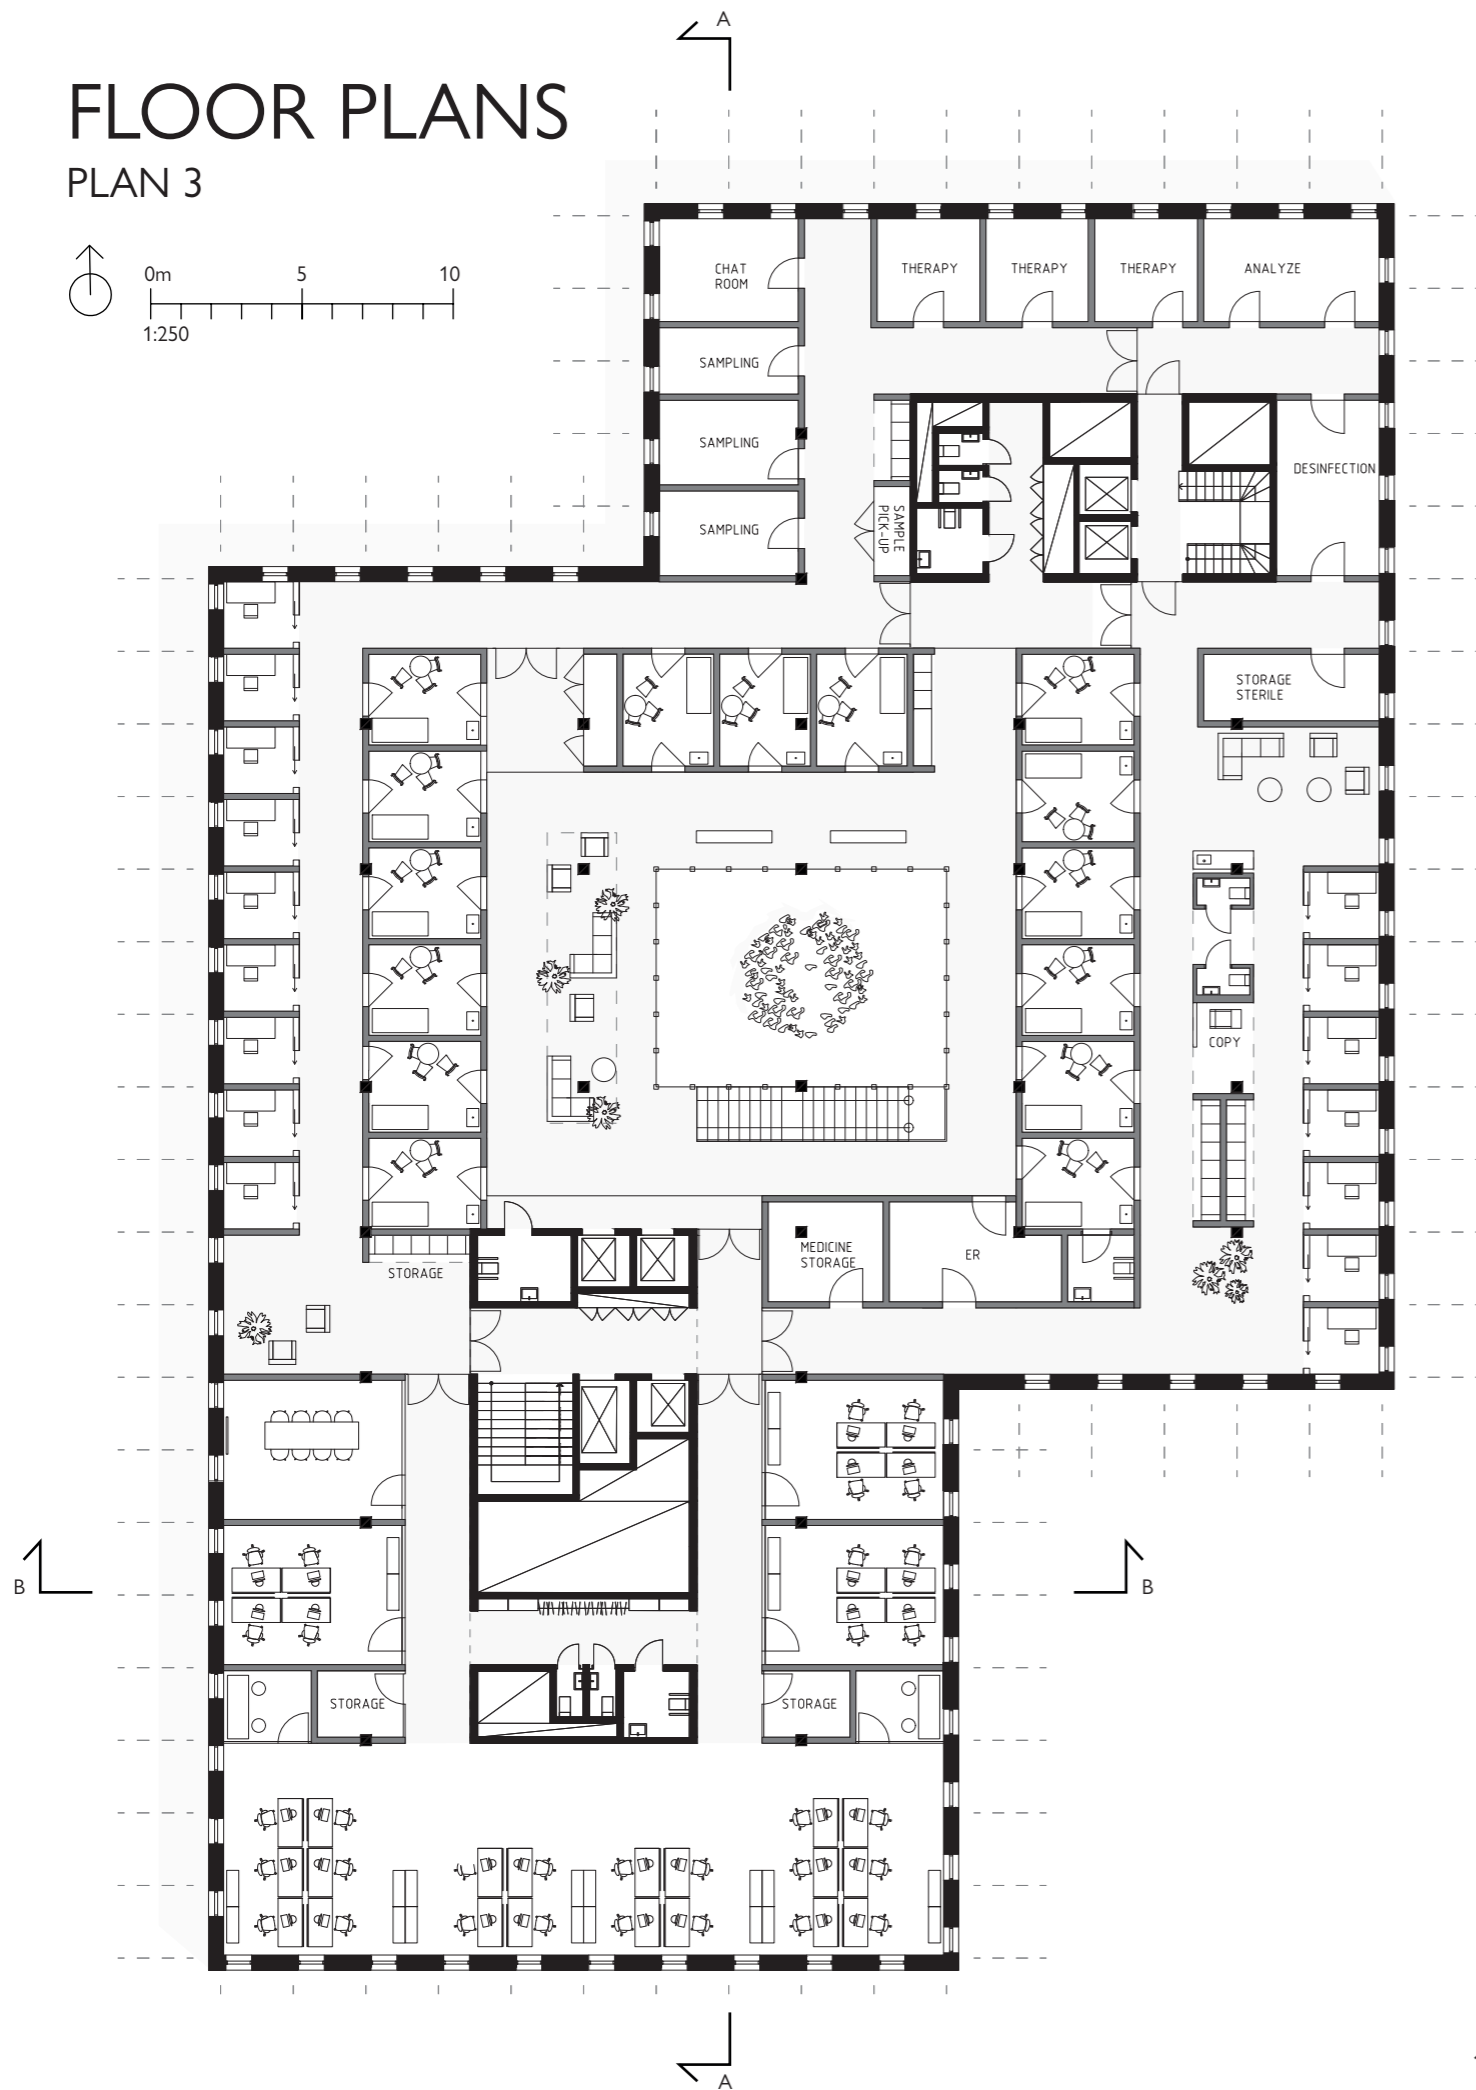 A
FLOOR PLANS
PLAN 3
0m 5 10
1:250
CHAT
ROOM
THERAPY THERAPY THERAPY ANALYZE
SAMPLING
SAMPLING
DESINFECTION
SAMPLING
SAMPLE
PICK-UP
STORAGE
STERILE
COPY
MEDICINE
STORAGE
ER
STORAGE
B B
STORAGE STORAGE
A